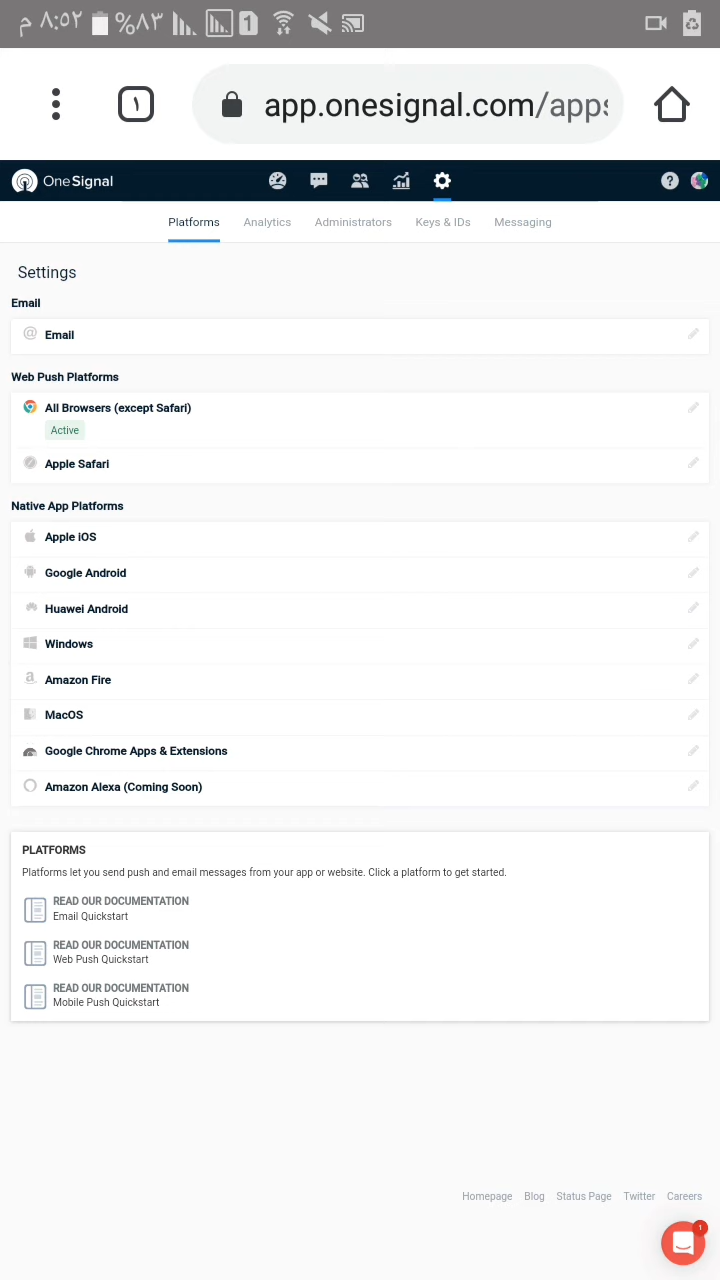 م ٨:٥٢ %٨٣ 1
١ app.onesignal.com/apps
OneSignal ?
Platforms Analytics Administrators Keys & IDs Messaging
Settings
Email
@ Email
Web Push Platforms
All Browsers (except Safari)
Active
Apple Safari
Native App Platforms
Apple iOS
Google Android
Huawei Android
Windows
a Amazon Fire
MacOS
Google Chrome Apps & Extensions
Amazon Alexa (Coming Soon)
PLATFORMS
Platforms let you send push and email messages from your app or website. Click a platform to get started.
READ OUR DOCUMENTATION
Email Quickstart
READ OUR DOCUMENTATION
Web Push Quickstart
READ OUR DOCUMENTATION
Mobile Push Quickstart
Homepage Blog Status Page Twitter Careers
1